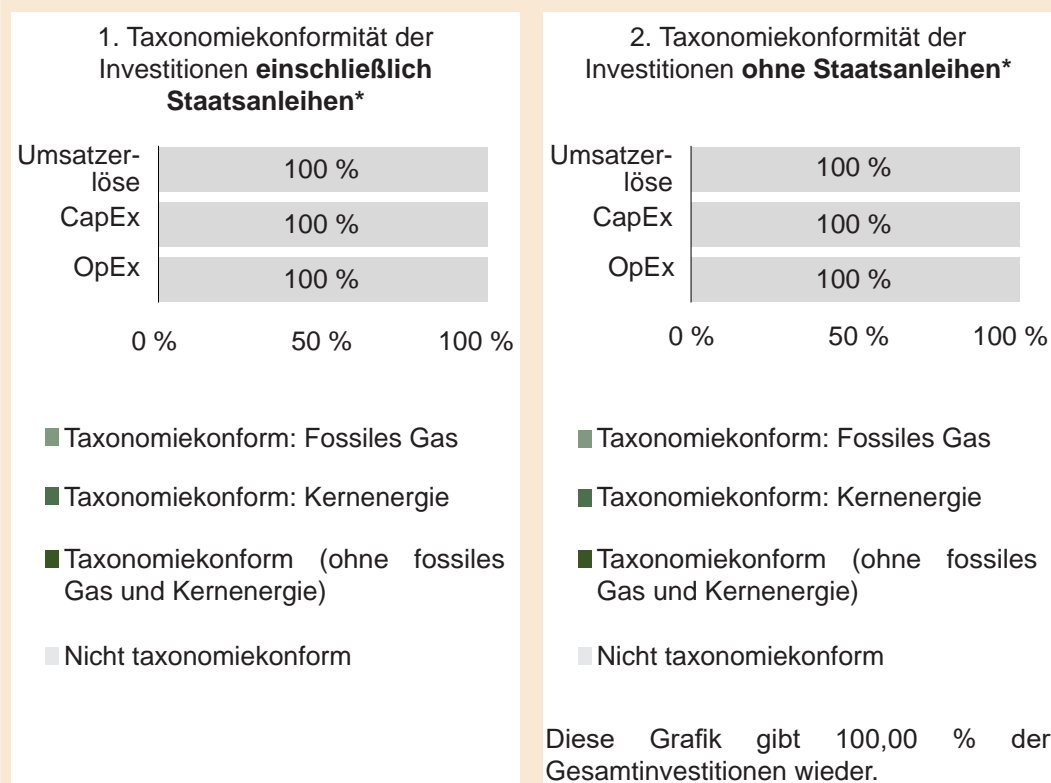 1. Taxonomiekonformität der
Investitionen einschließlich
Staatsanleihen*
Umsatzer-
löse
100 %
CapEx
100 %
OpEx
100 %
0 % 50 % 100 %
Taxonomiekonform: Fossiles Gas
Taxonomiekonform: Kernenergie
Taxonomiekonform (ohne fossiles
Gas und Kernenergie)
Nicht taxonomiekonform
2. Taxonomiekonformität der
Investitionen ohne Staatsanleihen*
Umsatzer-
löse
100 %
CapEx
100 %
OpEx
100 %
0 % 50 % 100 %
Taxonomiekonform: Fossiles Gas
Taxonomiekonform: Kernenergie
Taxonomiekonform (ohne fossiles
Gas und Kernenergie)
Nicht taxonomiekonform
Diese Grafik gibt 100,00 % der
Gesamtinvestitionen wieder.